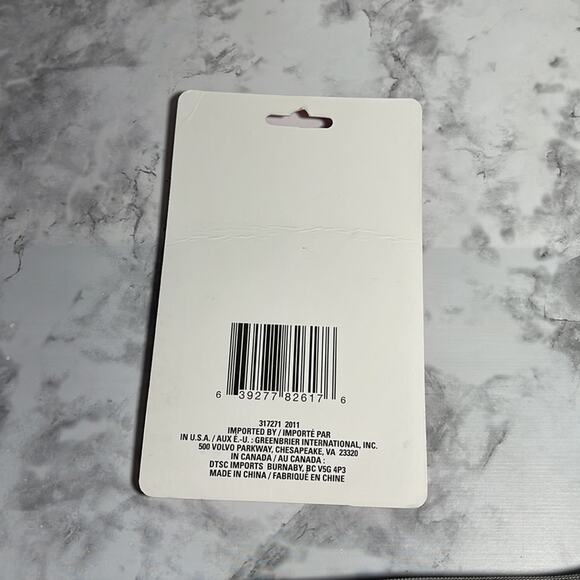 6 39277 82617 6
317271 2011
IMPORTED BY / IMPORTÉ PAR
IN U.S.A. / AUX É.-U. : GREENBRIER INTERNATIONAL, INC.
500 VOLVO PARKWAY, CHESAPEAKE, VA 23320
IN CANADA / AU CANADA :
DTSC IMPORTS BURNABY, BC V5G 4P3
MADE IN CHINA / FABRIQUÉ EN CHINE